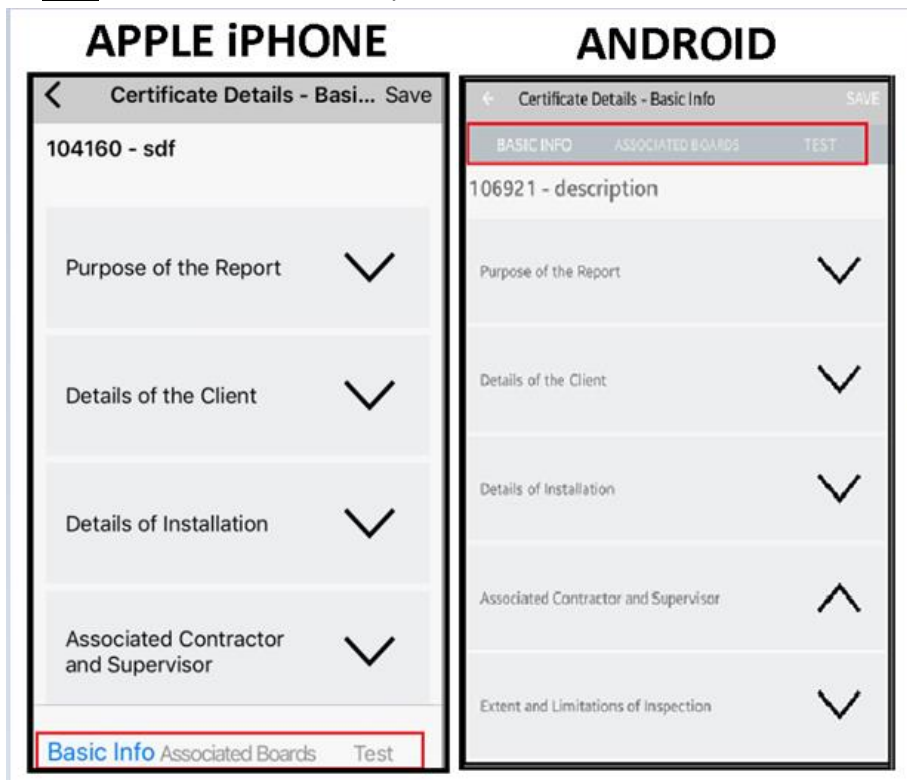 APPLE iPHONE
Certificate Details - Basi... Save
104160 - sdf
Purpose of the Report
Details of the Client
Details of Installation
Associated Contractor
and Supervisor
Basic Info Associated Boards Test
ANDROID
Certificate Details - Basic Info SAVE
BASIC INFO ASSOCIATED BOARDS TEST
106921 - description
Purpose of the Report
Details of the Client
Details of Installation
Associated Contractor and Supervisor
Extent and Limitations of Inspection